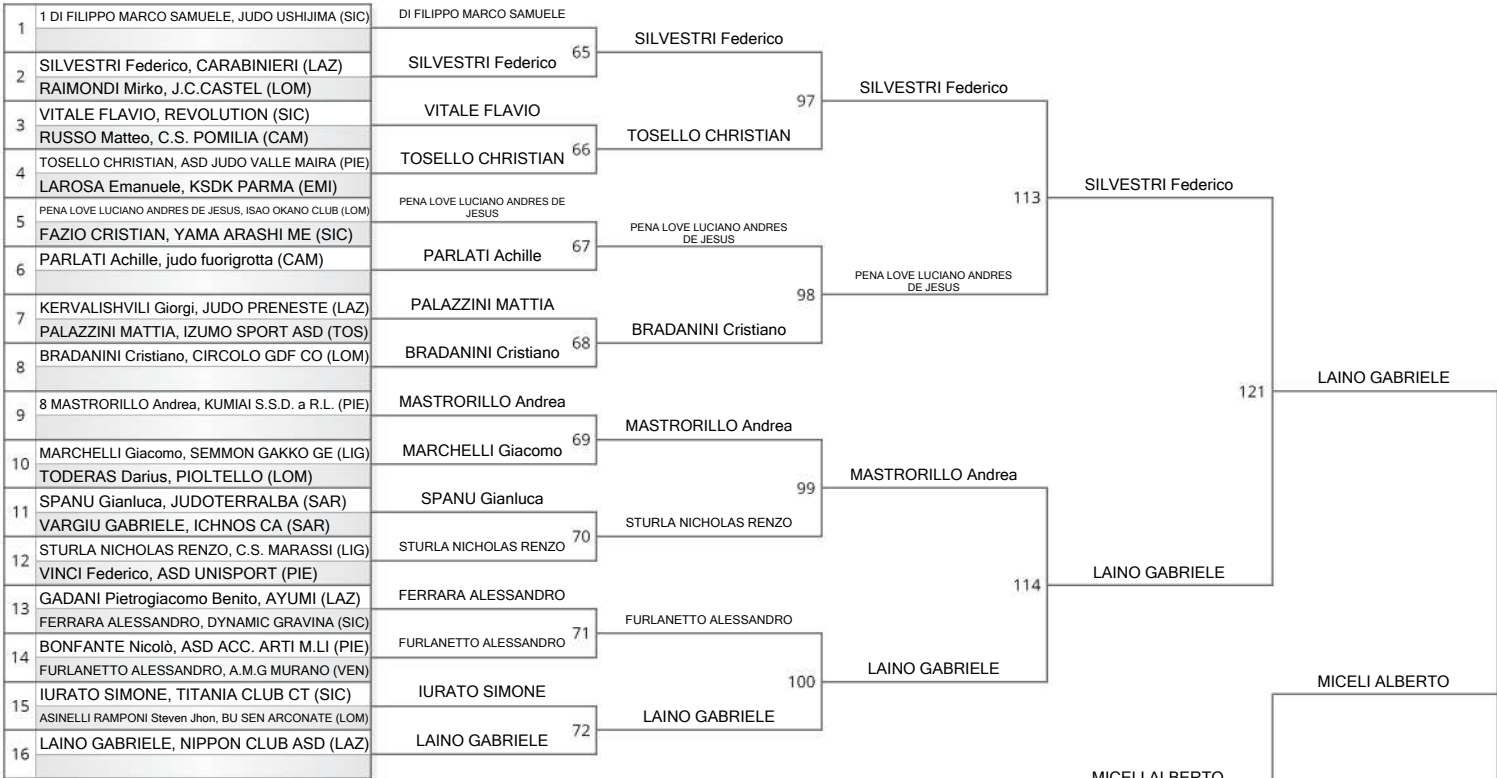 1
1 DI FILIPPO MARCO SAMUELE, JUDO USHIJIMA (SIC)
2
SILVESTRI Federico, CARABINIERI (LAZ)
RAIMONDI Mirko, J.C.CASTEL (LOM)
3
VITALE FLAVIO, REVOLUTION (SIC)
RUSSO Matteo, C.S. POMILIA (CAM)
4
TOSELLO CHRISTIAN, ASD JUDO VALLE MAIRA (PIE)
LAROSA Emanuele, KSDK PARMA (EMI)
5
PENA LOVE LUCIANO ANDRES DE JESUS, ISAO OKANO CLUB (LOM)
FAZIO CRISTIAN, YAMA ARASHI ME (SIC)
6
PARLATI Achille, judo fuorigrotta (CAM)
7
KERVALISHVILI Giorgi, JUDO PRENESTE (LAZ)
PALAZZINI MATTIA, IZUMO SPORT ASD (TOS)
8
BRADANINI Cristiano, CIRCOLO GDF CO (LOM)
9
8 MASTRORILLO Andrea, KUMIAI S.S.D. a R.L. (PIE)
10
MARCHELLI Giacomo, SEMMON GAKKO GE (LIG)
TODERAS Darius, PIOLTELLO (LOM)
11
SPANU Gianluca, JUDOTERRALBA (SAR)
VARGIU GABRIELE, ICHNOS CA (SAR)
12
STURLA NICHOLAS RENZO, C.S. MARASSI (LIG)
VINCI Federico, ASD UNISPORT (PIE)
13
GADANI Pietrogiacomo Benito, AYUMI (LAZ)
FERRARA ALESSANDRO, DYNAMIC GRAVINA (SIC)
14
BONFANTE Nicolò, ASD ACC. ARTI M.LI (PIE)
FURLANETTO ALESSANDRO, A.M.G MURANO (VEN)
15
IURATO SIMONE, TITANIA CLUB CT (SIC)
ASINELLI RAMPONI Steven Jhon, BU SEN ARCONATE (LOM)
16
LAINO GABRIELE, NIPPON CLUB ASD (LAZ)
DI FILIPPO MARCO SAMUELE
65
SILVESTRI Federico
VITALE FLAVIO
66
TOSELLO CHRISTIAN
PENA LOVE LUCIANO ANDRES DE
JESUS
67
PARLATI Achille
PALAZZINI MATTIA
68
BRADANINI Cristiano
MASTRORILLO Andrea
69
MARCHELLI Giacomo
SPANU Gianluca
70
STURLA NICHOLAS RENZO
FERRARA ALESSANDRO
71
FURLANETTO ALESSANDRO
IURATO SIMONE
72
LAINO GABRIELE
SILVESTRI Federico
97
TOSELLO CHRISTIAN
PENA LOVE LUCIANO ANDRES
DE JESUS
98
BRADANINI Cristiano
MASTRORILLO Andrea
99
STURLA NICHOLAS RENZO
FURLANETTO ALESSANDRO
100
LAINO GABRIELE
SILVESTRI Federico
113
PENA LOVE LUCIANO ANDRES
DE JESUS
MASTRORILLO Andrea
114
LAINO GABRIELE
SILVESTRI Federico
121
LAINO GABRIELE
LAINO GABRIELE
MICELI ALBERTO
MICELI ALBERTO